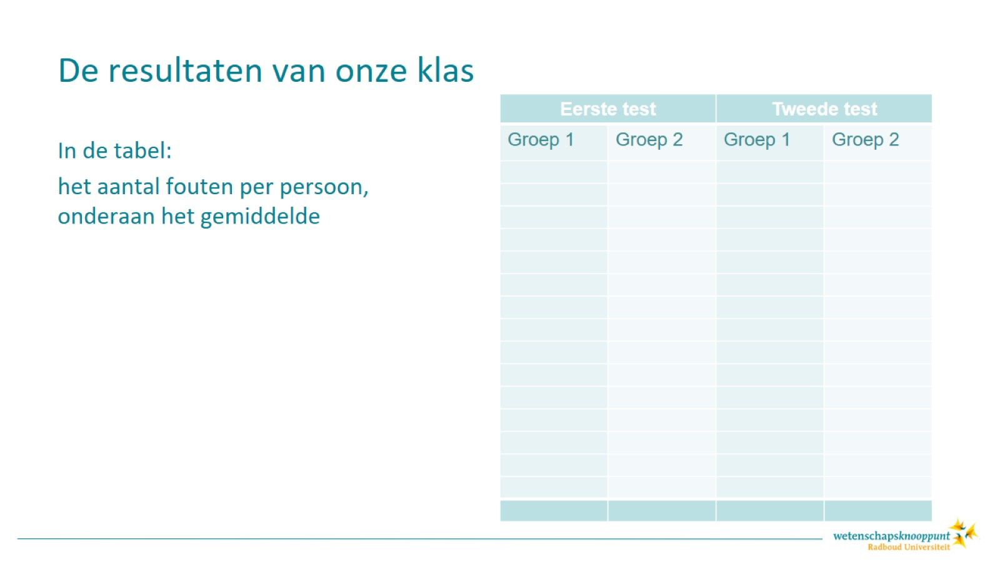 De resultaten van onze klas
In de tabel:
het aantal fouten per persoon,
onderaan het gemiddelde
Eerste test Tweede test
Groep 1 Groep 2 Groep 1 Groep 2
wetenschapsknooppunt
Radboud Universiteit